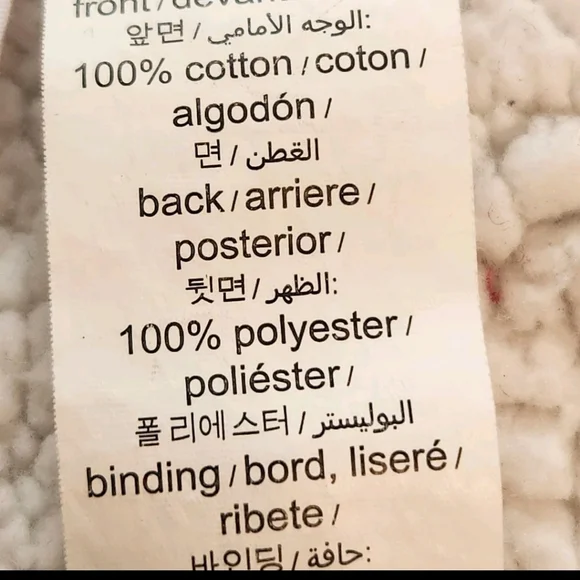 front /
앞면 / الوجه الأمامي:
100% cotton / coton /
algodón /
면 / القطن
back / arriere /
posterior /
뒷면 / الظهر:
100% polyester /
poliéster /
폴리에스터 / البوليستر
binding / bord, liseré /
ribete /
바인딩 / حافة: